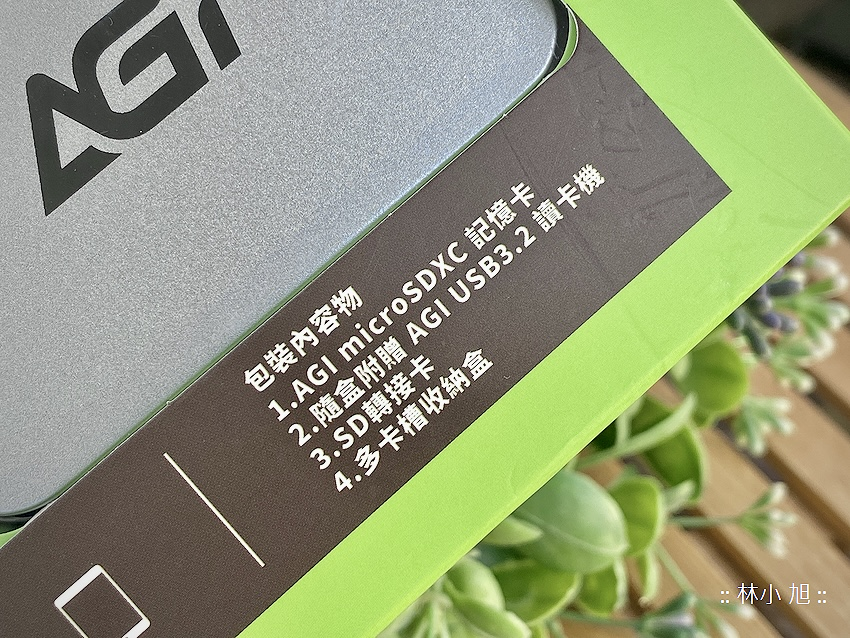 AGI
包裝內容物
1.AGI microSDXC 記憶卡
2.隨盒附贈 AGI USB3.2 讀卡機
3.SD轉接卡
4.多卡槽收納盒
:: 林小旭 ::